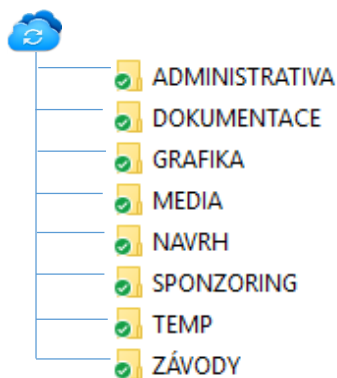 ADMINISTRATIVA
DOKUMENTACE
GRAFIKA
MEDIA
NAVRH
SPONZORING
TEMP
ZÁVODY